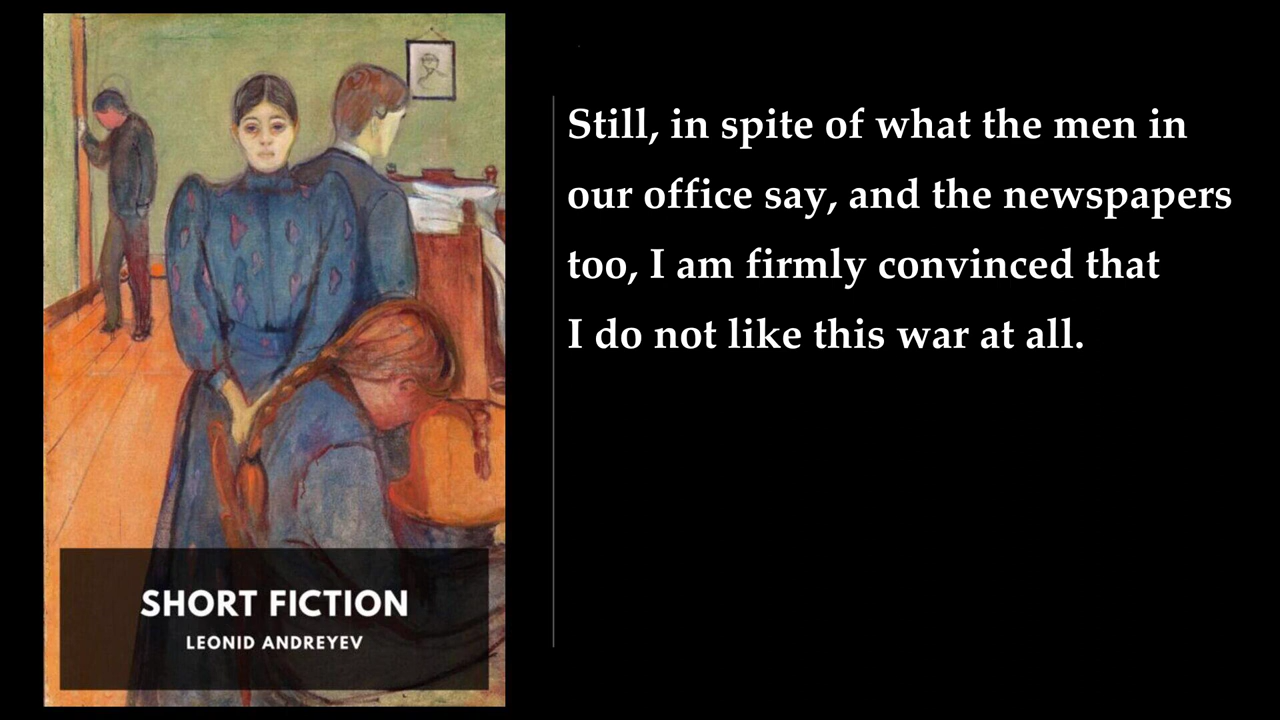 Still, in spite of what the men in
our office say, and the newspapers
too, I am firmly convinced that
I do not like this war at all.
SHORT FICTION
LEONID ANDREYEV